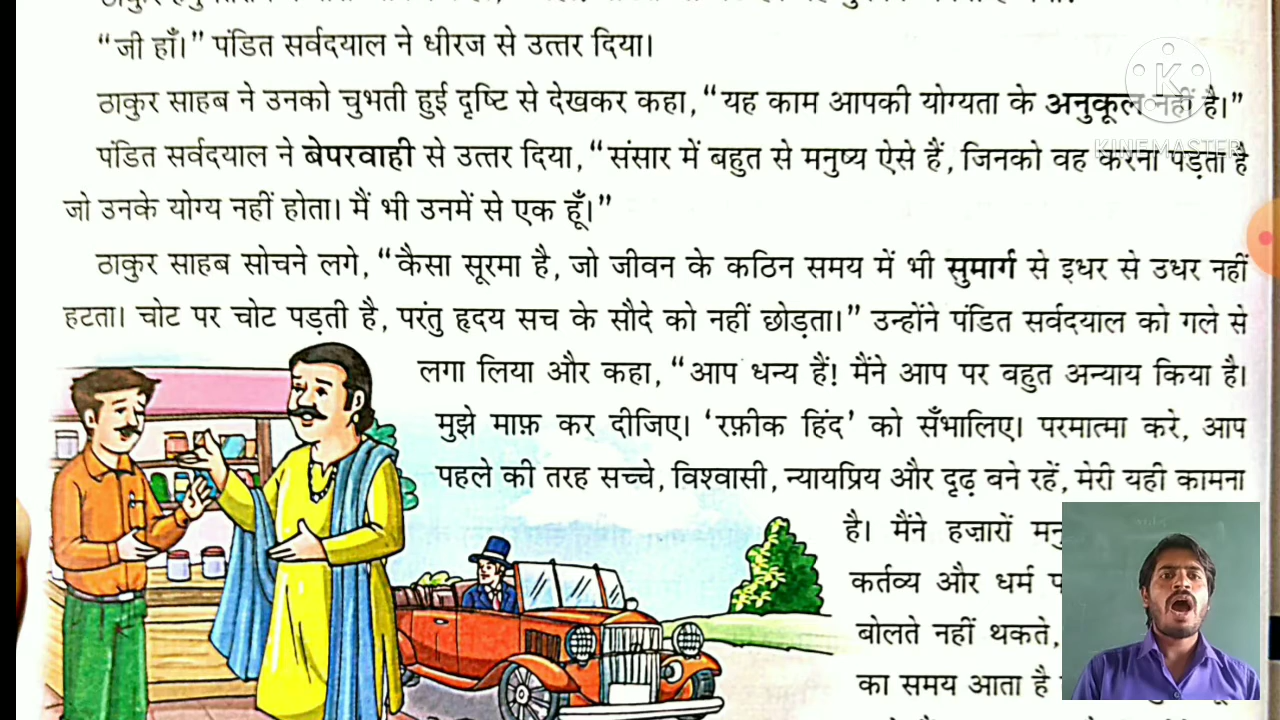 "जी हाँ।" पंडित सर्वदयाल ने धीरज से उत्तर दिया।
ठाकुर साहब ने उनको चुभती हुई दृष्टि से देखकर कहा, "यह काम आपकी योग्यता के अनुकूल नहीं है।"
पंडित सर्वदयाल ने बेपरवाही से उत्तर दिया, "संसार में बहुत से मनुष्य ऐसे हैं, जिनको वह करना पड़ता है
जो उनके योग्य नहीं होता। मैं भी उनमें से एक हूँ।"
ठाकुर साहब सोचने लगे, "कैसा सूरमा है, जो जीवन के कठिन समय में भी सुमार्ग से इधर से उधर नहीं
हटता। चोट पर चोट पड़ती है, परंतु हृदय सच के सौदे को नहीं छोड़ता।" उन्होंने पंडित सर्वदयाल को गले से
लगा लिया और कहा, "आप धन्य हैं! मैंने आप पर बहुत अन्याय किया है।
मुझे माफ़ कर दीजिए। 'रफ़ीक हिंद' को सँभालिए। परमात्मा करे, आप
पहले की तरह सच्चे, विश्वासी, न्यायप्रिय और दृढ़ बने रहें, मेरी यही कामना
है। मैंने हज़ारों
कर्तव्य और धर्म
बोलते नहीं थकते,
का समय आता है
K
KINEMASTER